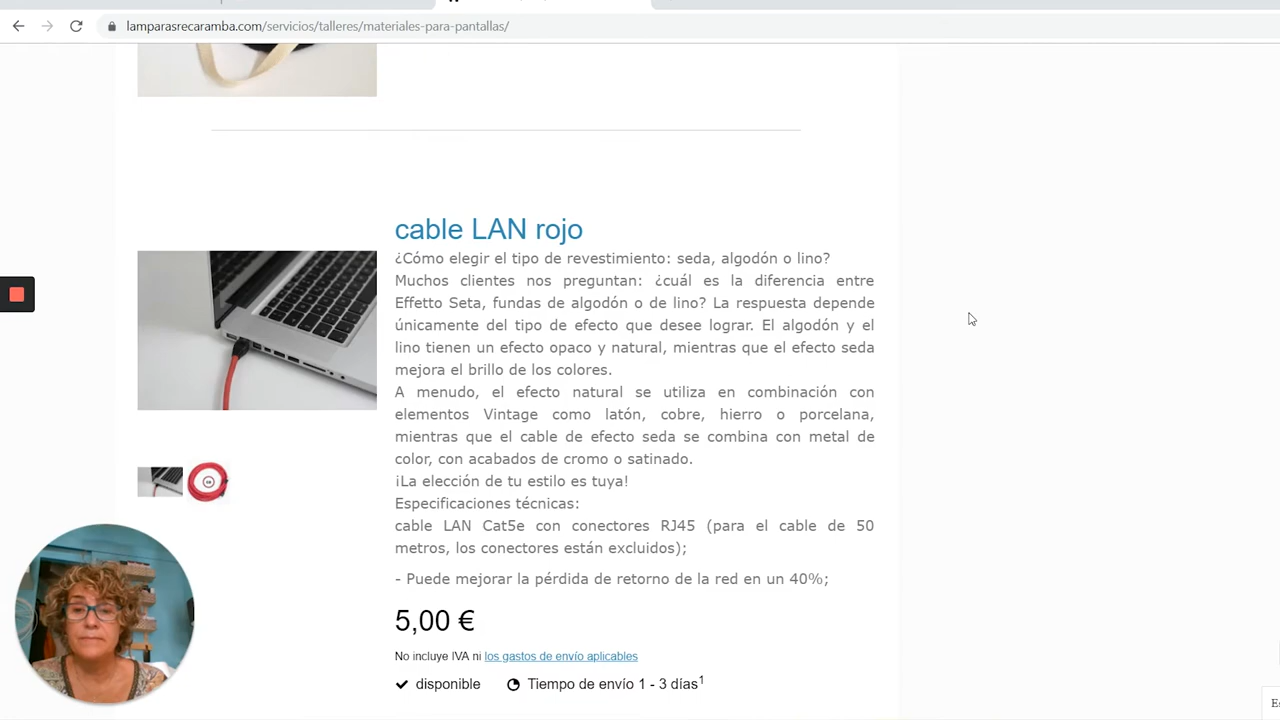 lamparasrecaramba.com/servicios/talleres/materiales-para-pantallas/
cable LAN rojo
¿Cómo elegir el tipo de revestimiento: seda, algodón o lino?
Muchos clientes nos preguntan: ¿cuál es la diferencia entre
Effetto Seta, fundas de algodón o de lino? La respuesta depende
únicamente del tipo de efecto que desee lograr. El algodón y el
lino tienen un efecto opaco y natural, mientras que el efecto seda
mejora el brillo de los colores.
A menudo, el efecto natural se utiliza en combinación con
elementos Vintage como latón, cobre, hierro o porcelana,
mientras que el cable de efecto seda se combina con metal de
color, con acabados de cromo o satinado.
¡La elección de tu estilo es tuya!
Especificaciones técnicas:
cable LAN Cat5e con conectores RJ45 (para el cable de 50
metros, los conectores están excluidos);
- Puede mejorar la pérdida de retorno de la red en un 40%;
5,00 €
No incluye IVA ni los gastos de envío aplicables
disponible Tiempo de envío 1 - 3 días1